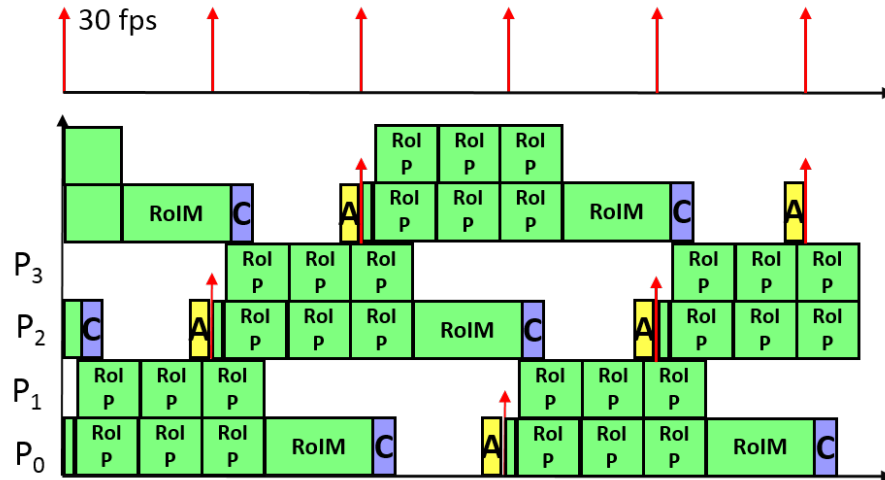 30 fps
RoI RoI RoI
P P P
RoI RoI RoI
P P P
RoIM C A RoIM C A
P3
RoI RoI RoI RoI RoI RoI
P P P P P P
P2
C A RoI RoI RoI RoIM C A RoI RoI RoI
P P P P P P
P1
RoI RoI RoI RoI RoI RoI
P P P P P P
P0
RoI RoI RoI RoIM C A RoI RoI RoI RoIM C
P P P P P P